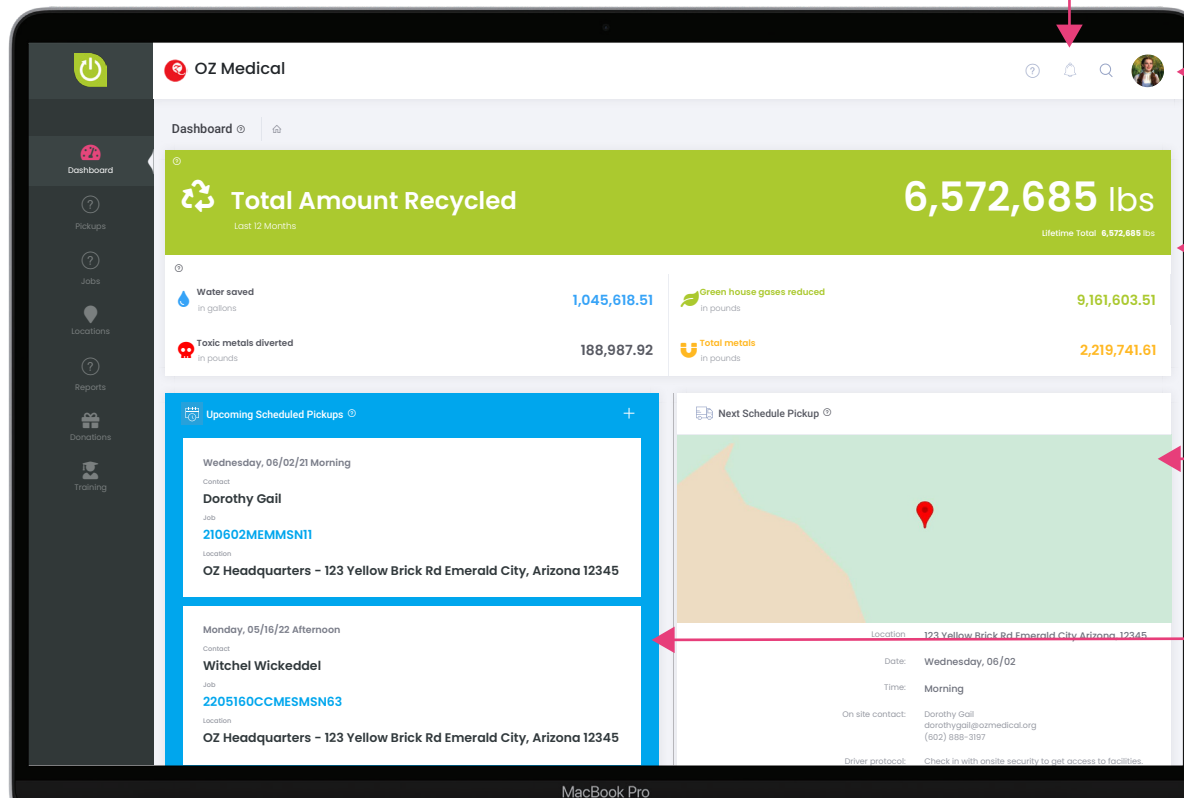 OZ Medical
Dashboard
Dashboard
Pickups
Jobs
Locations
Reports
Donations
Training
Total Amount Recycled
Last 12 Months
6,572,685 lbs
Lifetime Total 6,572,685 lbs
Water saved
in gallons
1,045,618.51
Green house gases reduced
in pounds
9,161,603.51
Toxic metals diverted
in pounds
188,987.92
Total metals
in pounds
2,219,741.61
Upcoming Scheduled Pickups
Wednesday, 06/02/21 Morning
Contact
Dorothy Gail
Job
210602MEMMSN11
Location
OZ Headquarters - 123 Yellow Brick Rd Emerald City, Arizona 12345
Monday, 05/16/22 Afternoon
Contact
Witchel Wickeddel
Job
2205160CCMESMSN63
Location
OZ Headquarters - 123 Yellow Brick Rd Emerald City, Arizona 12345
Next Schedule Pickup
Location 123 Yellow Brick Rd Emerald City Arizona, 12345
Date: Wednesday, 06/02
Time: Morning
On site contact: Dorothy Gail
dorothygail@ozmedical.org
(602) 888-3197
Driver protocol: Check in with onsite security to get access to facilities.
MacBook Pro